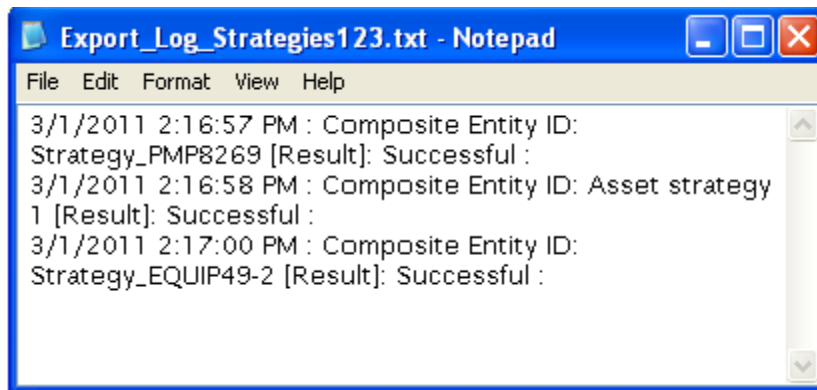 Export_Log_Strategies123.txt - Notepad
File Edit Format View Help
3/1/2011 2:16:57 PM : Composite Entity ID:
Strategy_PMP8269 [Result]: Successful :
3/1/2011 2:16:58 PM : Composite Entity ID: Asset strategy
1 [Result]: Successful :
3/1/2011 2:17:00 PM : Composite Entity ID:
Strategy_EQUIP49-2 [Result]: Successful :